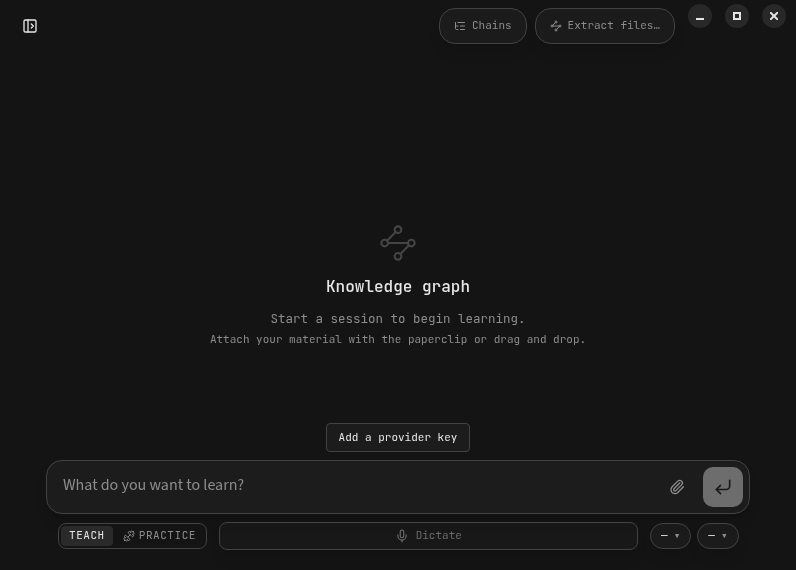 Chains
Extract files…
Knowledge graph
Start a session to begin learning.
Attach your material with the paperclip or drag and drop.
Add a provider key
What do you want to learn?
TEACH
PRACTICE
Dictate
— ▾
— ▾